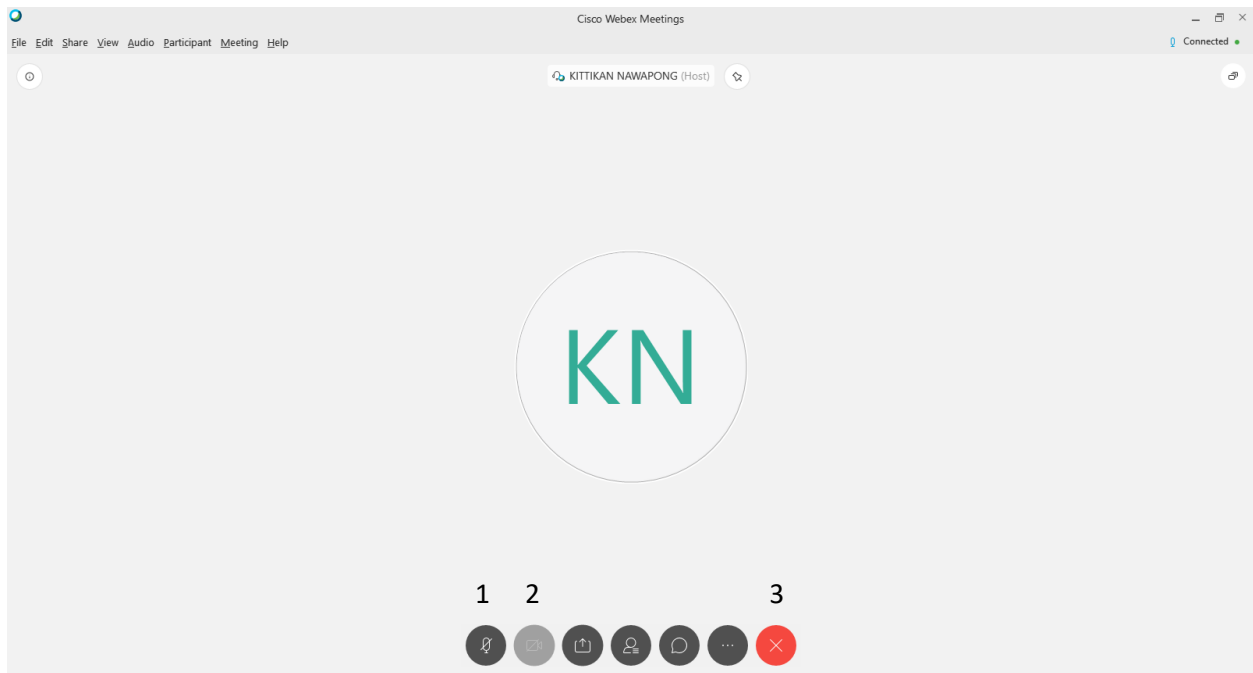 Cisco Webex Meetings
File Edit Share View Audio Participant Meeting Help
Connected
KITTIKAN NAWAPONG (Host)
KN
1 2 3